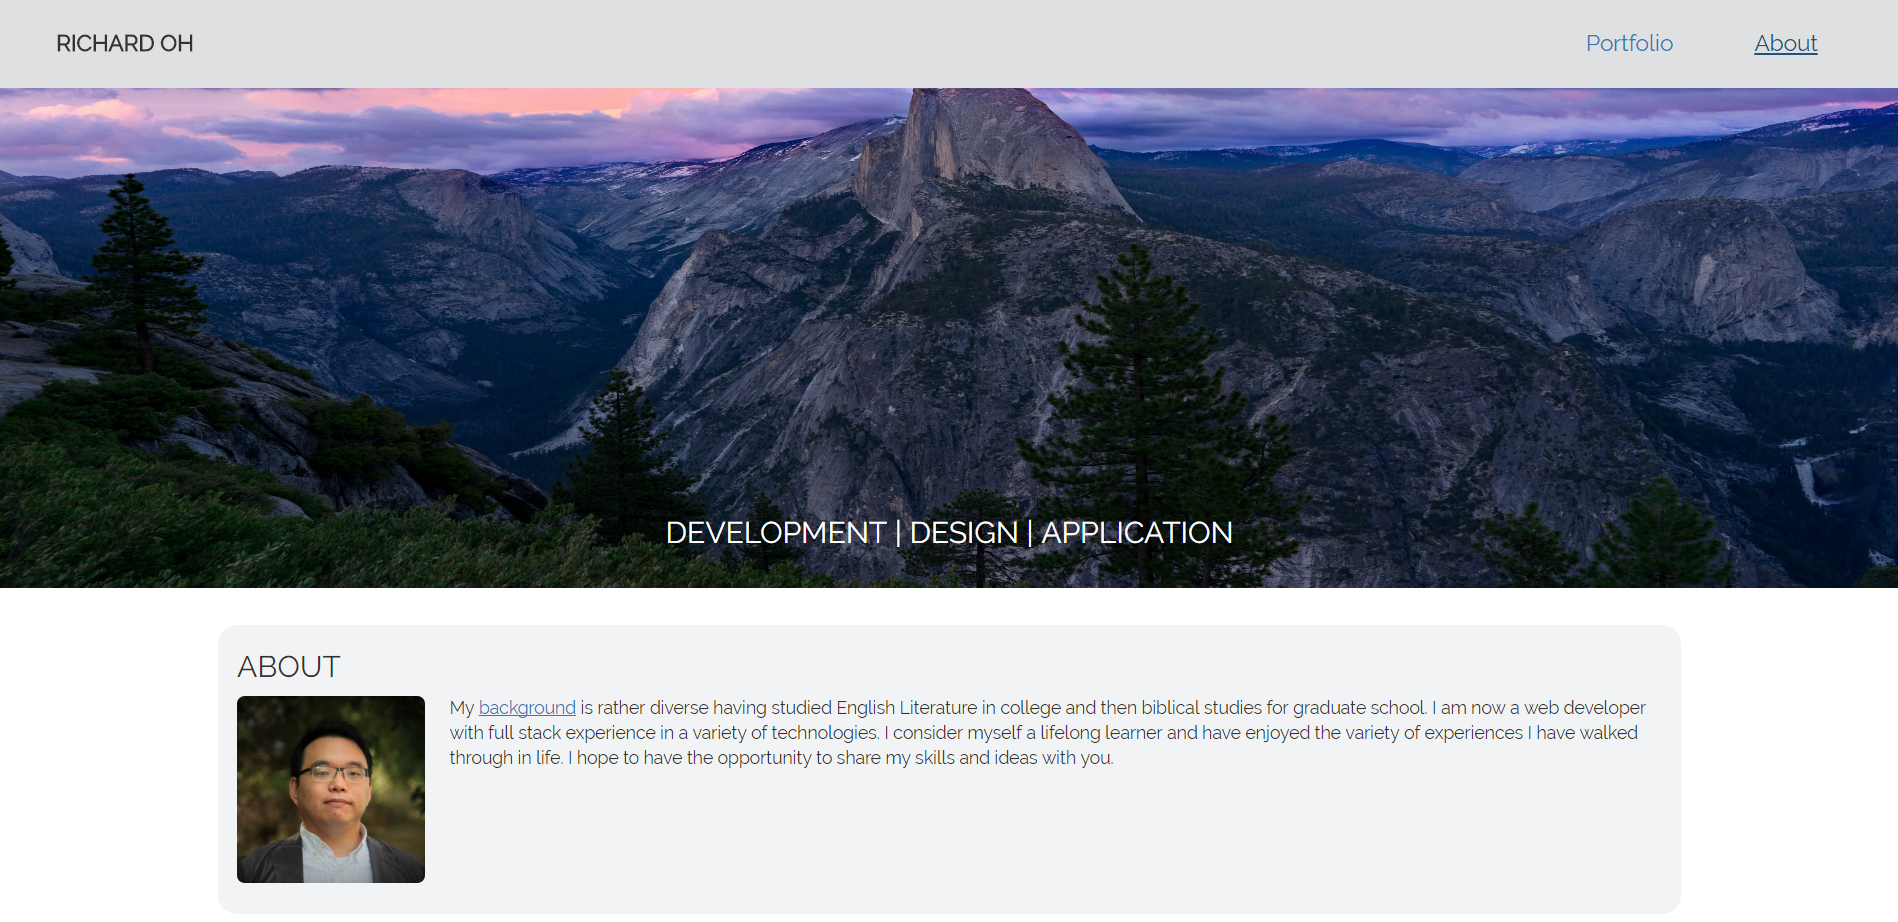 RICHARD OH
Portfolio
About
DEVELOPMENT | DESIGN | APPLICATION
ABOUT
My background is rather diverse having studied English Literature in college and then biblical studies for graduate school. I am now a web developer
with full stack experience in a variety of technologies. I consider myself a lifelong learner and have enjoyed the variety of experiences I have walked
through in life. I hope to have the opportunity to share my skills and ideas with you.